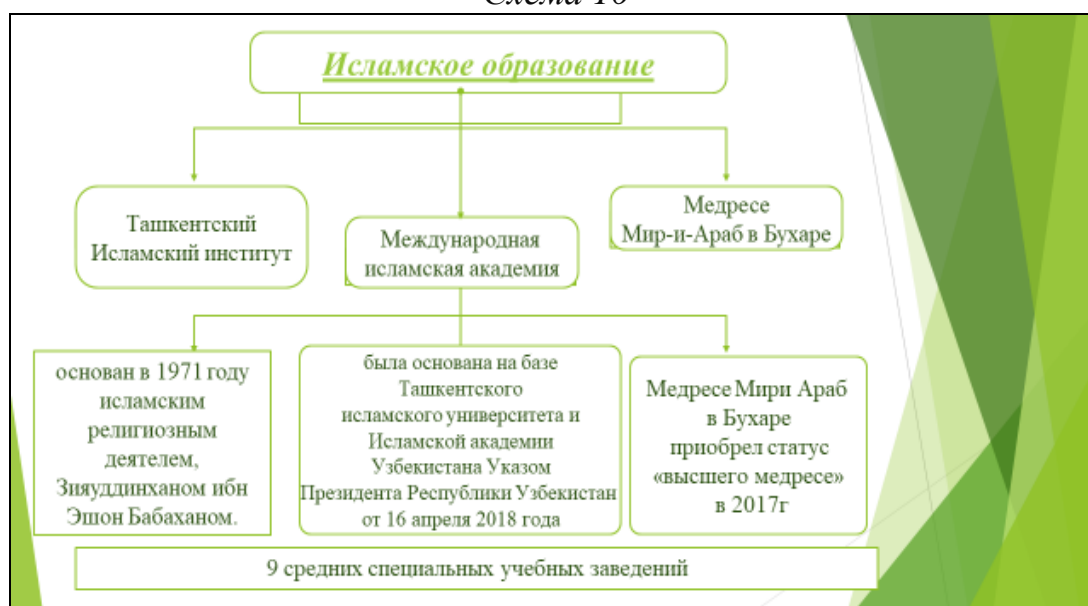 Схема 16
Исламское образование
Ташкентский
Исламский институт
Международная
исламская академия
Медресе
Мир-и-Араб в Бухаре
основан в 1971 году
исламским
религиозным
деятелем,
Зияуддинханом ибн
Эшон Бабаханом.
была основана на базе
Ташкентского
исламского университета и
Исламской академии
Узбекистана Указом
Президента Республики Узбекистан
от 16 апреля 2018 года
Медресе Мири Араб
в Бухаре
приобрел статус
«высшего медресе»
в 2017г
9 средних специальных учебных заведений